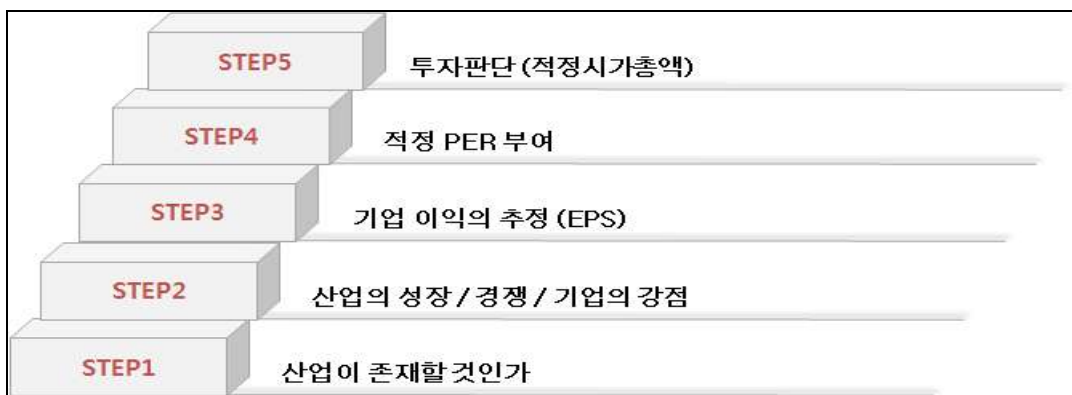 STEP5 투자판단 (적정시가총액)
STEP4 적정 PER 부여
STEP3 기업 이익의 추정 (EPS)
STEP2 산업의 성장 / 경쟁 / 기업의 강점
STEP1 산업이 존재할것인가